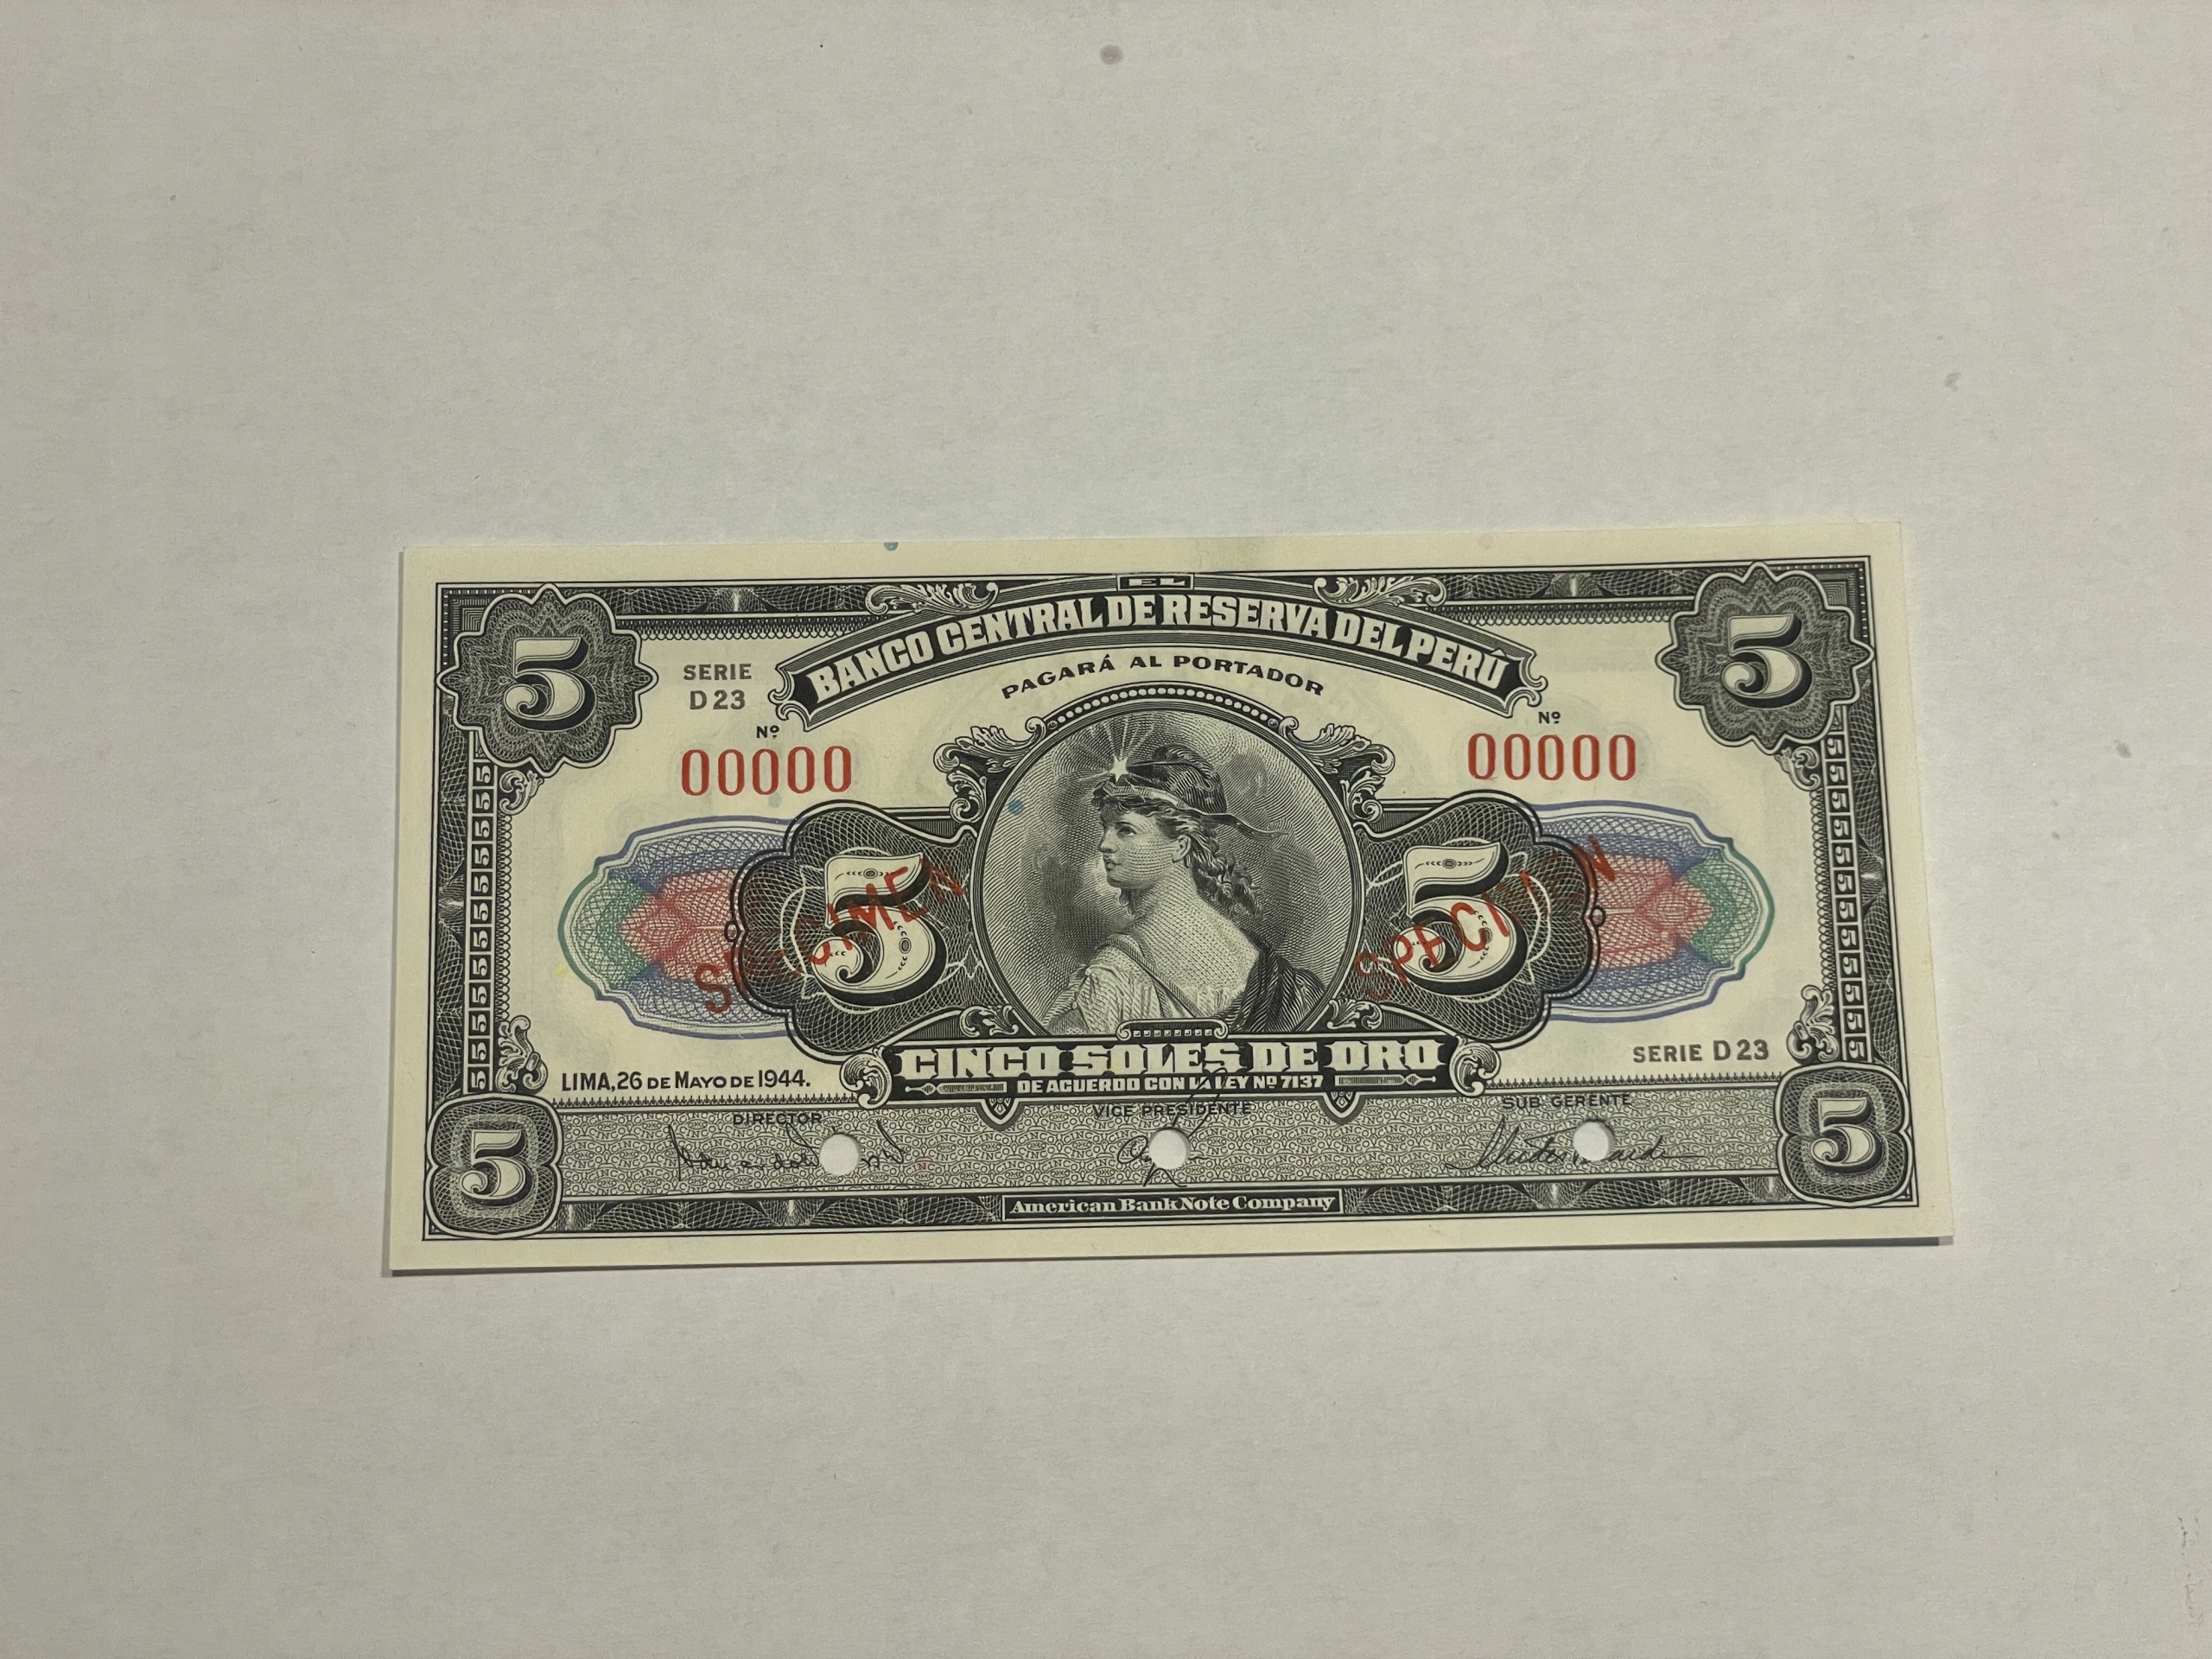 EL
BANCO CENTRAL DE RESERVA DEL PERÚ
PAGARÁ AL PORTADOR
5
5
SERIE
D 23
Nº
00000
Nº
00000
5
5
SPECIMEN
SPECIMEN
CINCO SOLES DE ORO
DE ACUERDO CON LA LEY Nº 7137
LIMA, 26 DE MAYO DE 1944.
SERIE D 23
DIRECTOR
VICE PRESIDENTE
SUB-GERENTE
5
5
American Bank Note Company